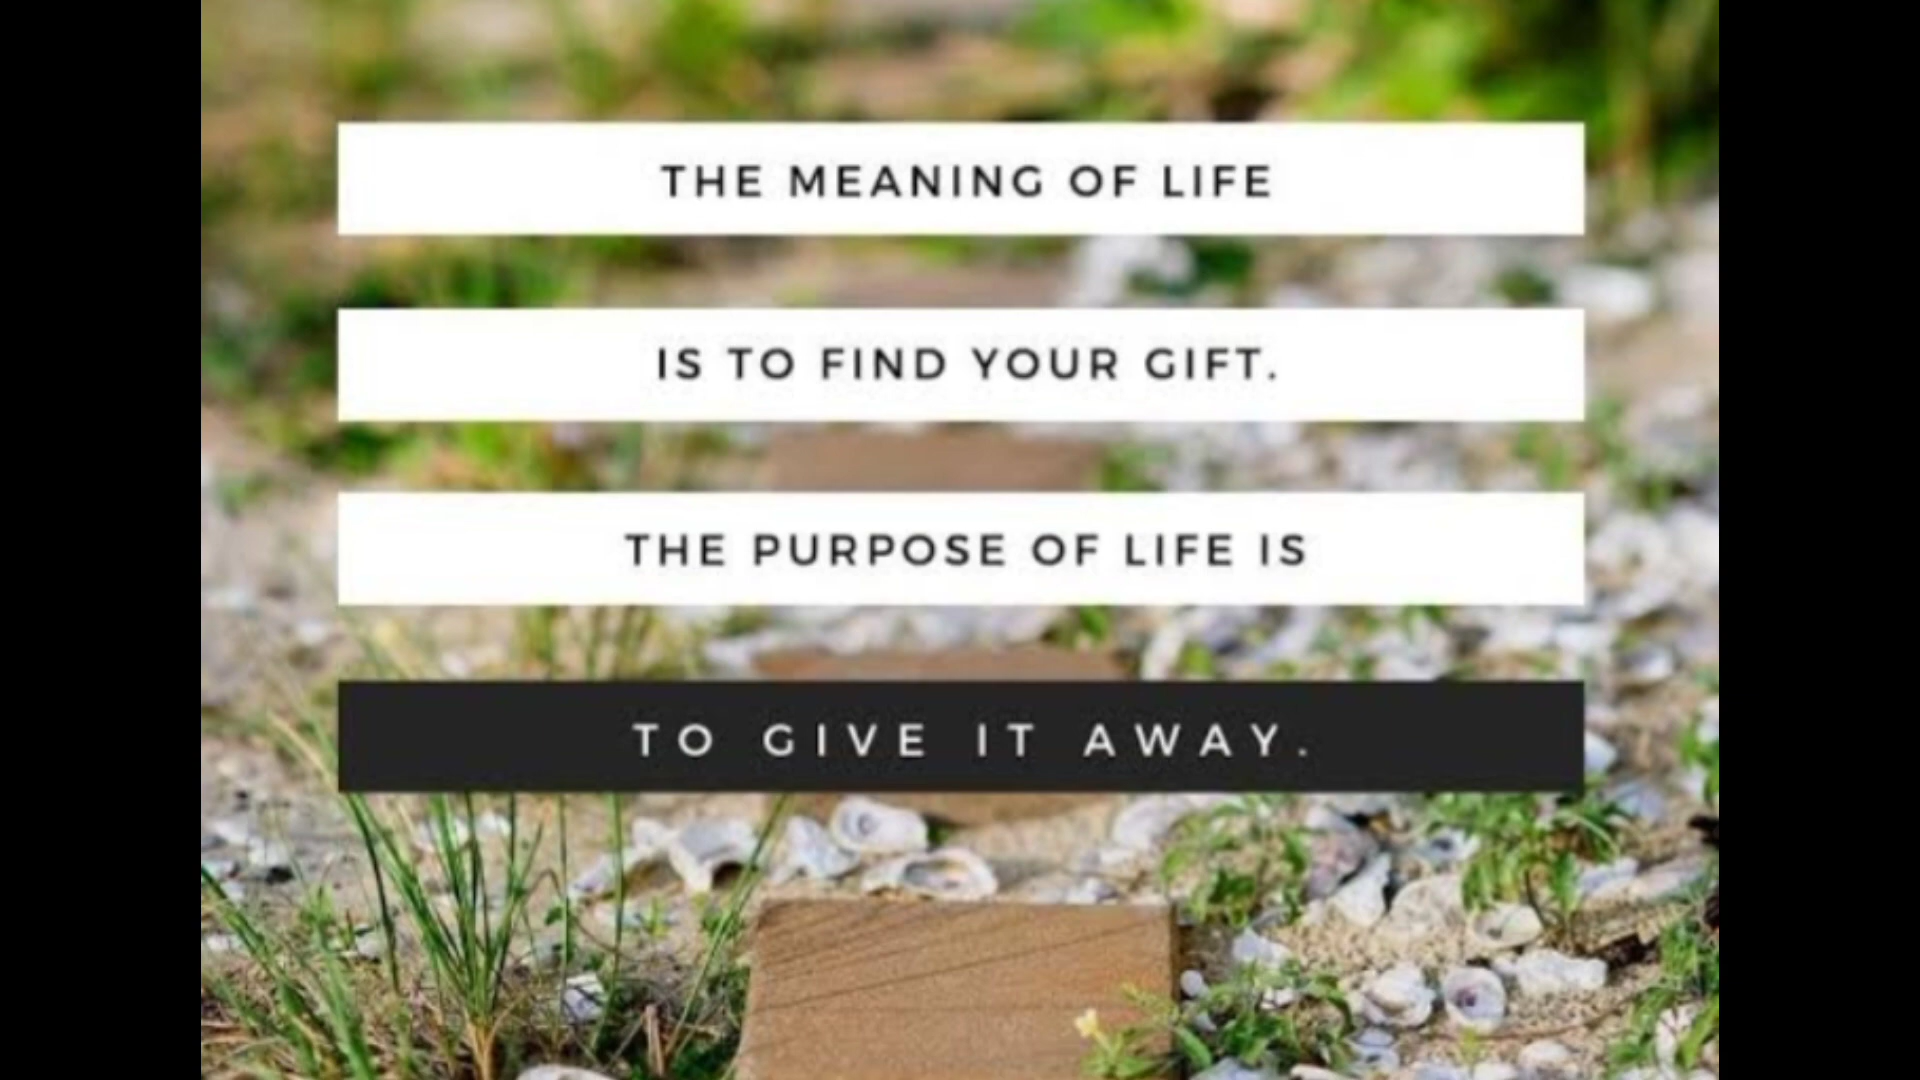 THE MEANING OF LIFE
IS TO FIND YOUR GIFT.
THE PURPOSE OF LIFE IS
TO GIVE IT AWAY.